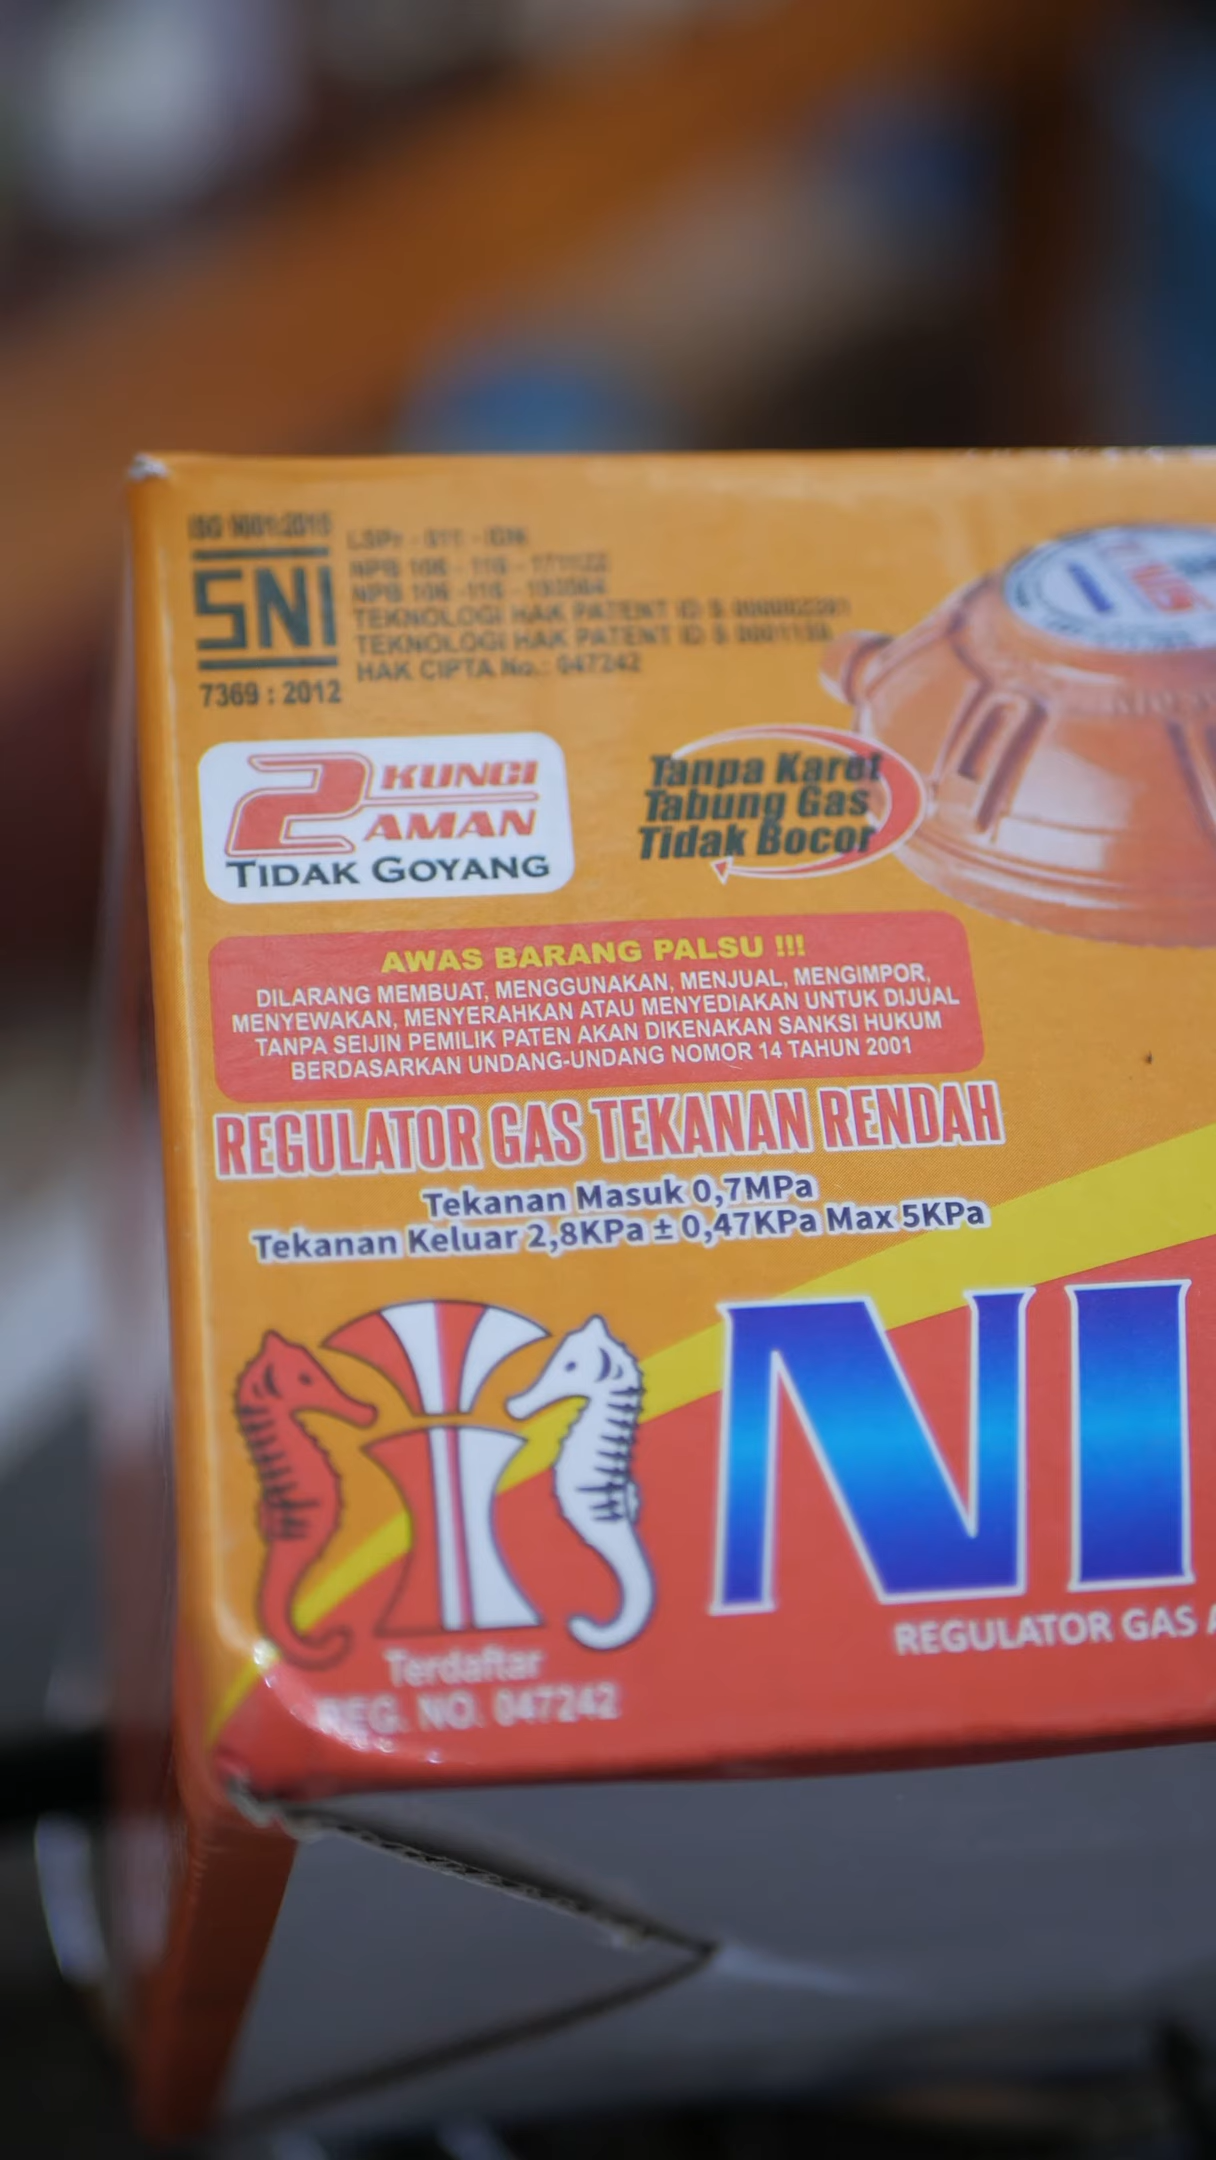 ISO 9001:2015
SNI
7369 : 2012
TEKNOLOGI HAK PATENT ID S
TEKNOLOGI HAK PATENT ID S
HAK CIPTA No.: 047242
2 KUNCI
AMAN
TIDAK GOYANG
Tanpa Karet
Tabung Gas
Tidak Bocor
AWAS BARANG PALSU !!!
DILARANG MEMBUAT, MENGGUNAKAN, MENJUAL, MENGIMPOR,
MENYEWAKAN, MENYERAHKAN ATAU MENYEDIAKAN UNTUK DIJUAL
TANPA SEIJIN PEMILIK PATEN AKAN DIKENAKAN SANKSI HUKUM
BERDASARKAN UNDANG-UNDANG NOMOR 14 TAHUN 2001
REGULATOR GAS TEKANAN RENDAH
Tekanan Masuk 0,7MPa
Tekanan Keluar 2,8KPa ± 0,47KPa Max 5KPa
NI
REGULATOR GAS A
Terdaftar
REG. NO. 047242